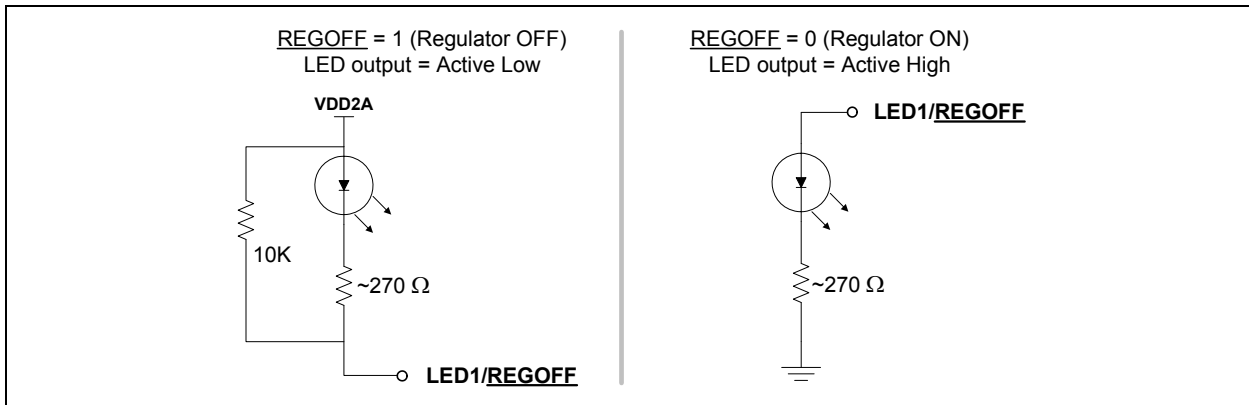 REGOFF = 1 (Regulator OFF)
LED output = Active Low
VDD2A
10K
~270 Ω
LED1/REGOFF
REGOFF = 0 (Regulator ON)
LED output = Active High
LED1/REGOFF
~270 Ω